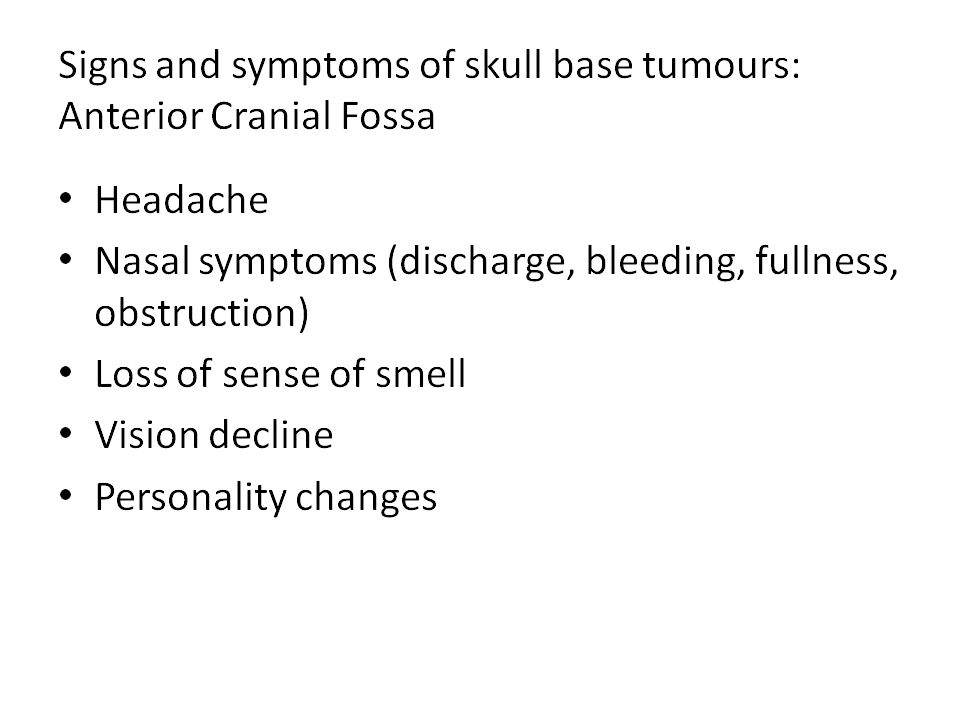 Signs and symptoms of skull base tumours:
Anterior Cranial Fossa
• Headache
• Nasal symptoms (discharge, bleeding, fullness,
obstruction)
• Loss of sense of smell
• Vision decline
• Personality changes